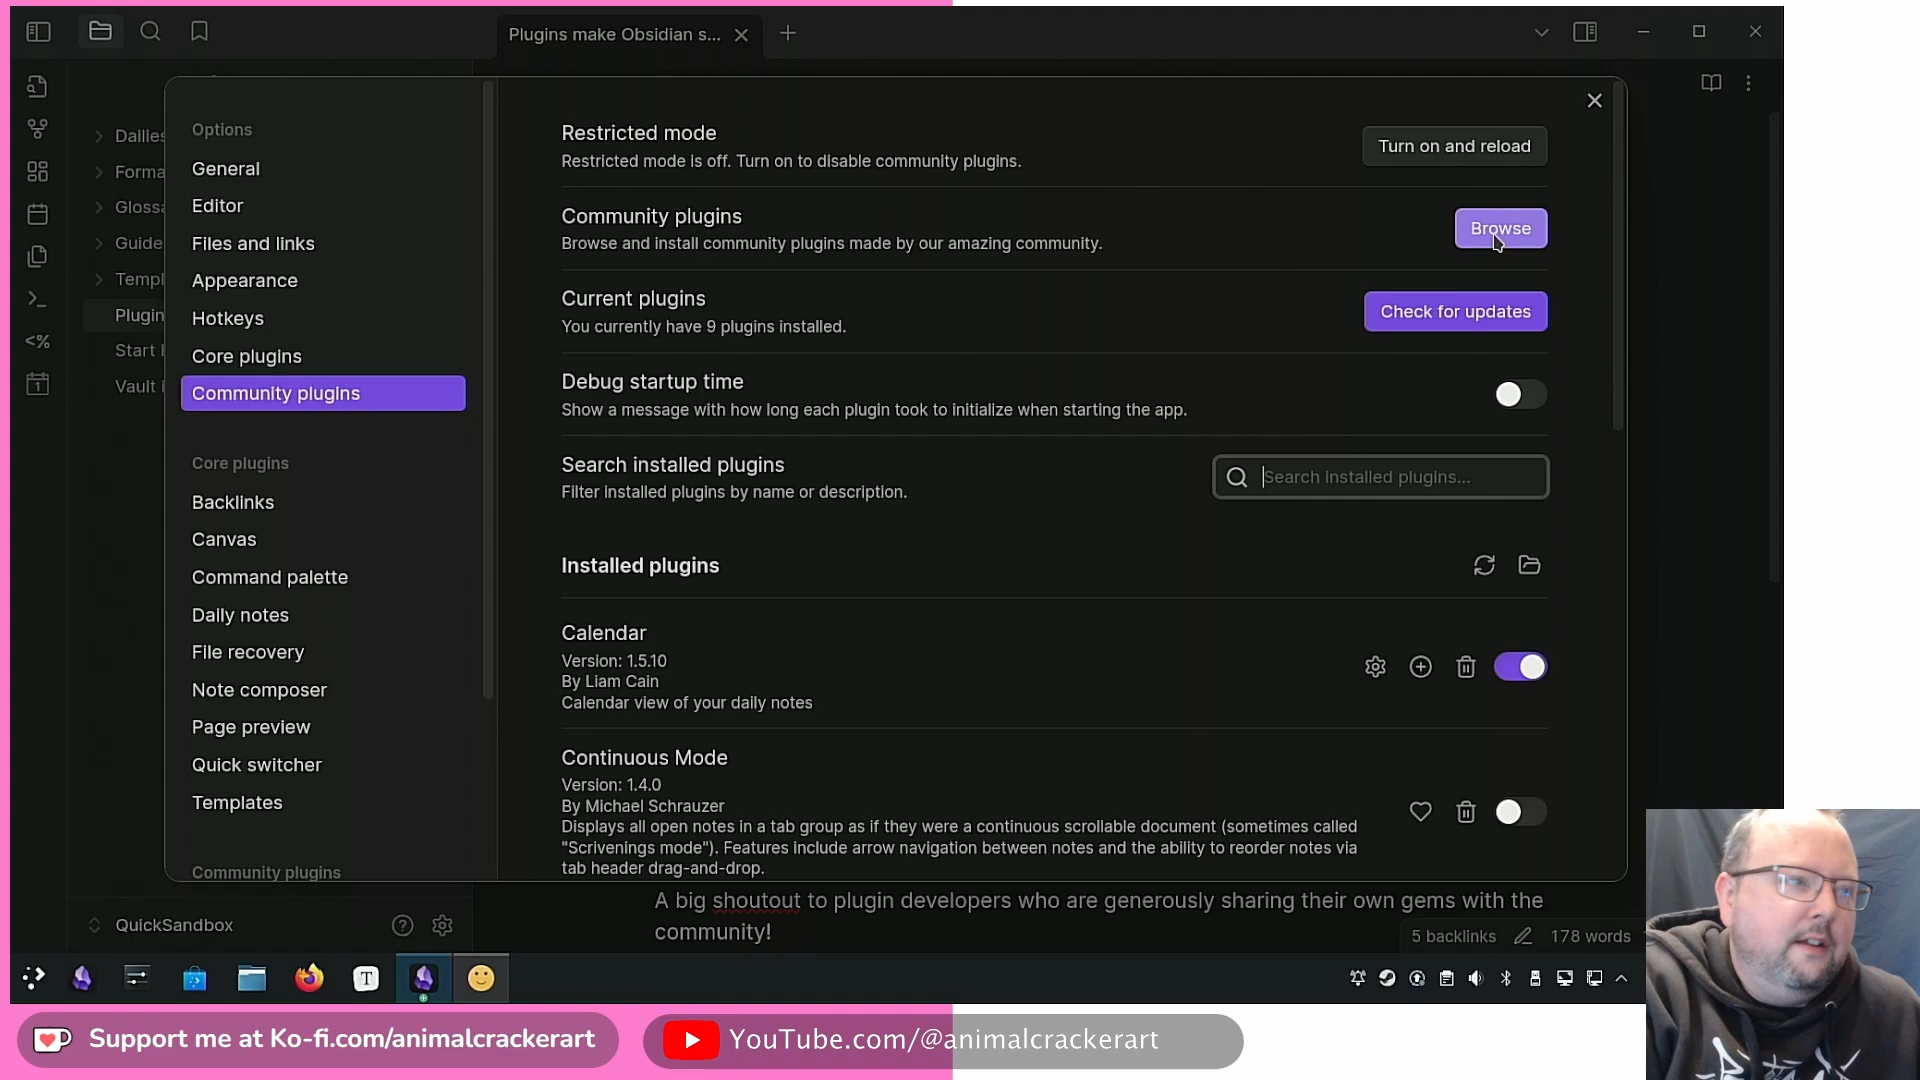 Plugins make Obsidian s...
Options
General
Editor
Files and links
Appearance
Hotkeys
Core plugins
Community plugins
Core plugins
Backlinks
Canvas
Command palette
Daily notes
File recovery
Note composer
Page preview
Quick switcher
Templates
Community plugins
Dalles
Forma
Gloss
Guide
Templ
Plugin
Start
Vault i
QuickSandbox
Restricted mode
Restricted mode is off. Turn on to disable community plugins.
Turn on and reload
Community plugins
Browse and install community plugins made by our amazing community.
Browse
Current plugins
You currently have 9 plugins installed.
Check for updates
Debug startup time
Show a message with how long each plugin took to initialize when starting the app.
Search installed plugins
Filter installed plugins by name or description.
Search installed plugins...
Installed plugins
Calendar
Version: 1.5.10
By Liam Cain
Calendar view of your daily notes
Continuous Mode
Version: 1.4.0
By Michael Schrauzer
Displays all open notes in a tab group as if they were a continuous scrollable document (sometimes called
"Scrivenings mode"). Features include arrow navigation between notes and the ability to reorder notes via
tab header drag-and-drop.
A big shoutout to plugin developers who are generously sharing their own gems with the
community!
5 backlinks
178 words
Support me at Ko-fi.com/animalcrackerart
YouTube.com/@animalcrackerart